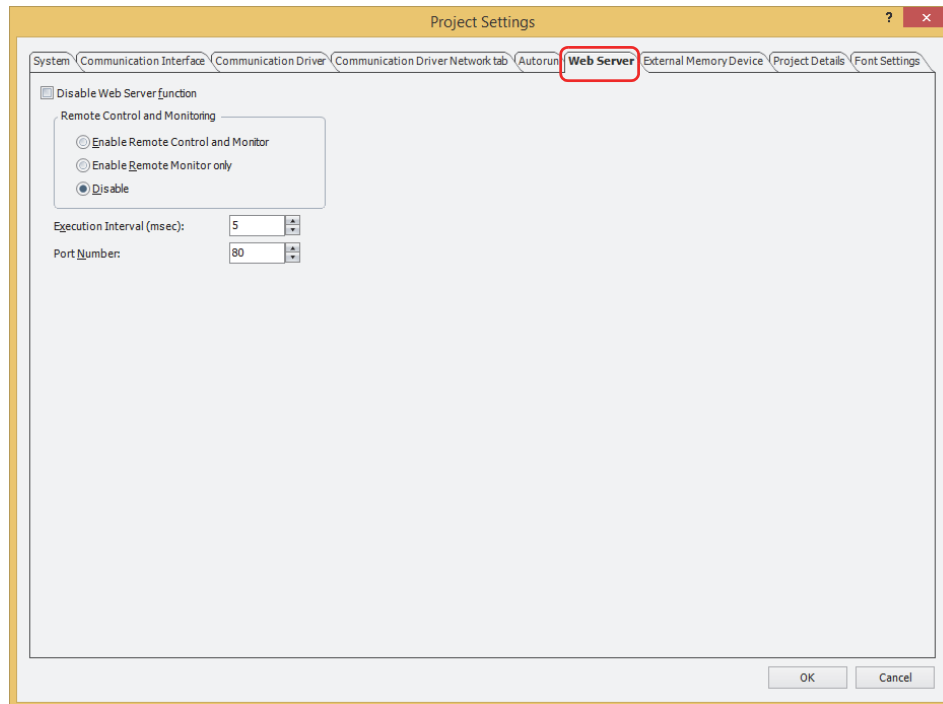 Project Settings
? ×
System Communication Interface Communication Driver Communication Driver Network tab Autorun Web Server External Memory Device Project Details Font Settings
Disable Web Server function
Remote Control and Monitoring
Enable Remote Control and Monitor
Enable Remote Monitor only
Disable
Execution Interval (msec): 5
Port Number: 80
OK Cancel